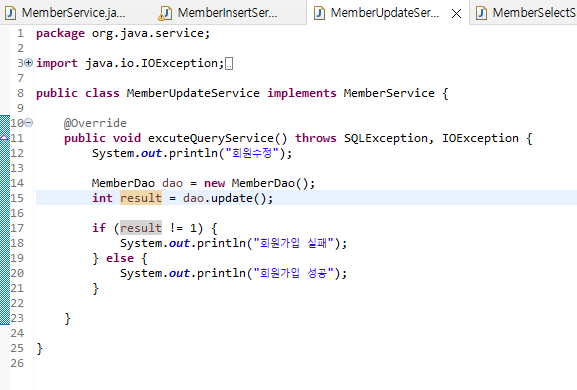 MemberService.ja...
MemberInsertSer...
MemberUpdateSer...
MemberSelectS
1 package org.java.service;
2
3 import java.io.IOException;
7
8 public class MemberUpdateService implements MemberService {
9
10 @Override
11 public void excuteQueryService() throws SQLException, IOException {
12 System.out.println("회원수정");
13
14 MemberDao dao = new MemberDao();
15 int result = dao.update();
16
17 if (result != 1) {
18 System.out.println("회원가입 실패");
19 } else {
20 System.out.println("회원가입 성공");
21 }
22
23 }
24
25 }
26